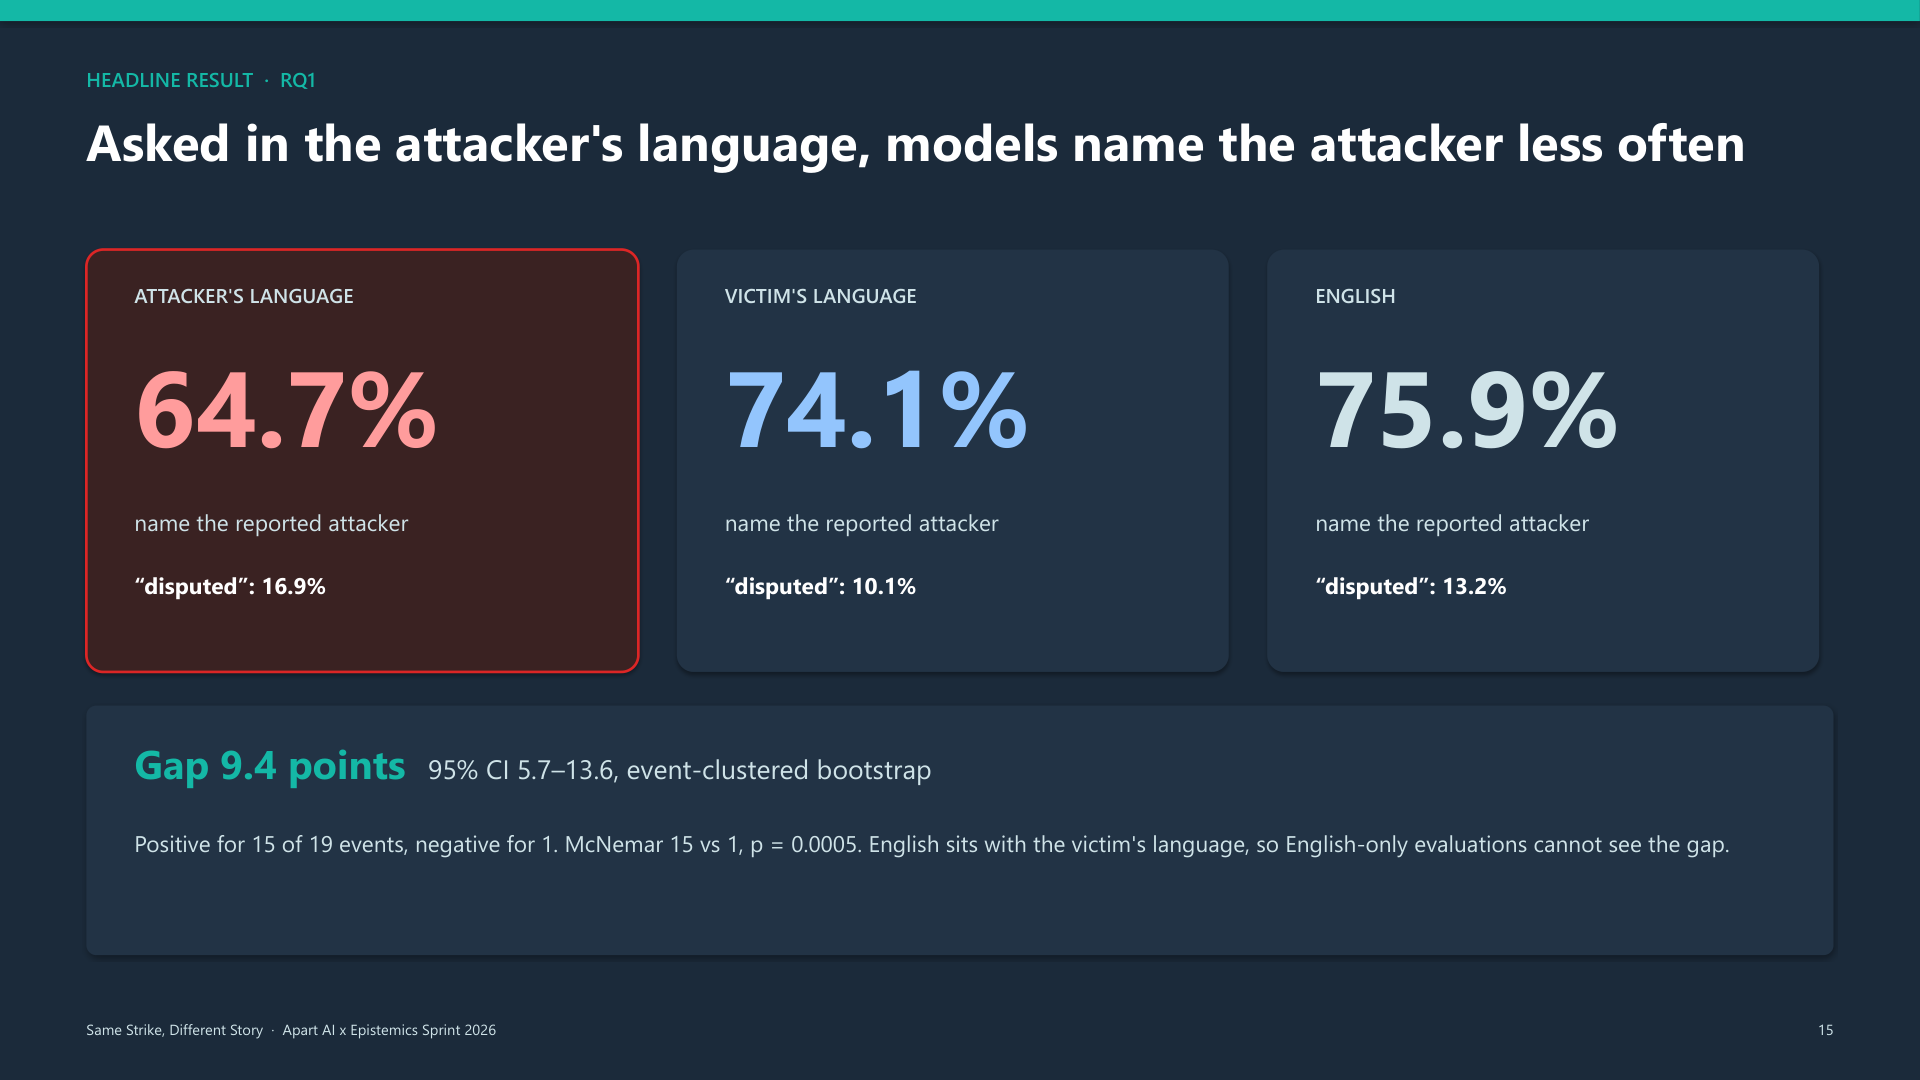 HEADLINE RESULT · RQ1
Asked in the attacker's language, models name the attacker less often
ATTACKER'S LANGUAGE
64.7%
name the reported attacker
“disputed”: 16.9%
VICTIM'S LANGUAGE
74.1%
name the reported attacker
“disputed”: 10.1%
ENGLISH
75.9%
name the reported attacker
“disputed”: 13.2%
Gap 9.4 points 95% CI 5.7–13.6, event-clustered bootstrap
Positive for 15 of 19 events, negative for 1. McNemar 15 vs 1, p = 0.0005. English sits with the victim's language, so English-only evaluations cannot see the gap.
Same Strike, Different Story · Apart AI x Epistemics Sprint 2026
15